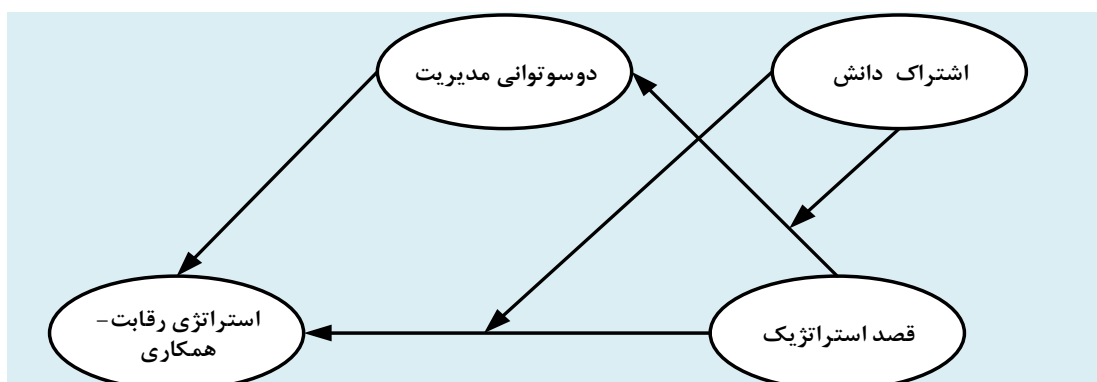 اشتراک دانش
دوسوتوانی مدیریت
قصد استراتژیک
استراتژی رقابت–
همکاری